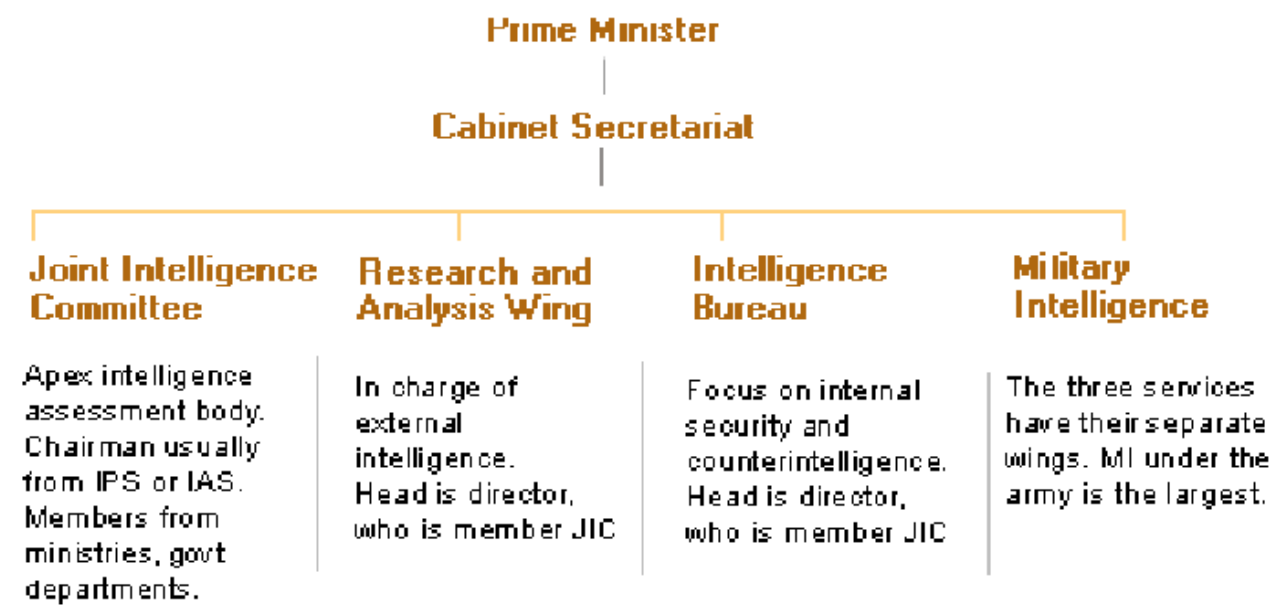 Prime Minister
Cabinet Secretariat
Joint Intelligence
Committee
Apex intelligence
assessment body.
Chairman usually
from IPS or IAS.
Members from
ministries, govt
departments.
Research and
Analysis Wing
In charge of
external
intelligence.
Head is director,
who is member JIC
Intelligence
Bureau
Focus on internal
security and
counterintelligence.
Head is director,
who is member JIC
Military
Intelligence
The three services
have their separate
wings. MI under the
army is the largest.